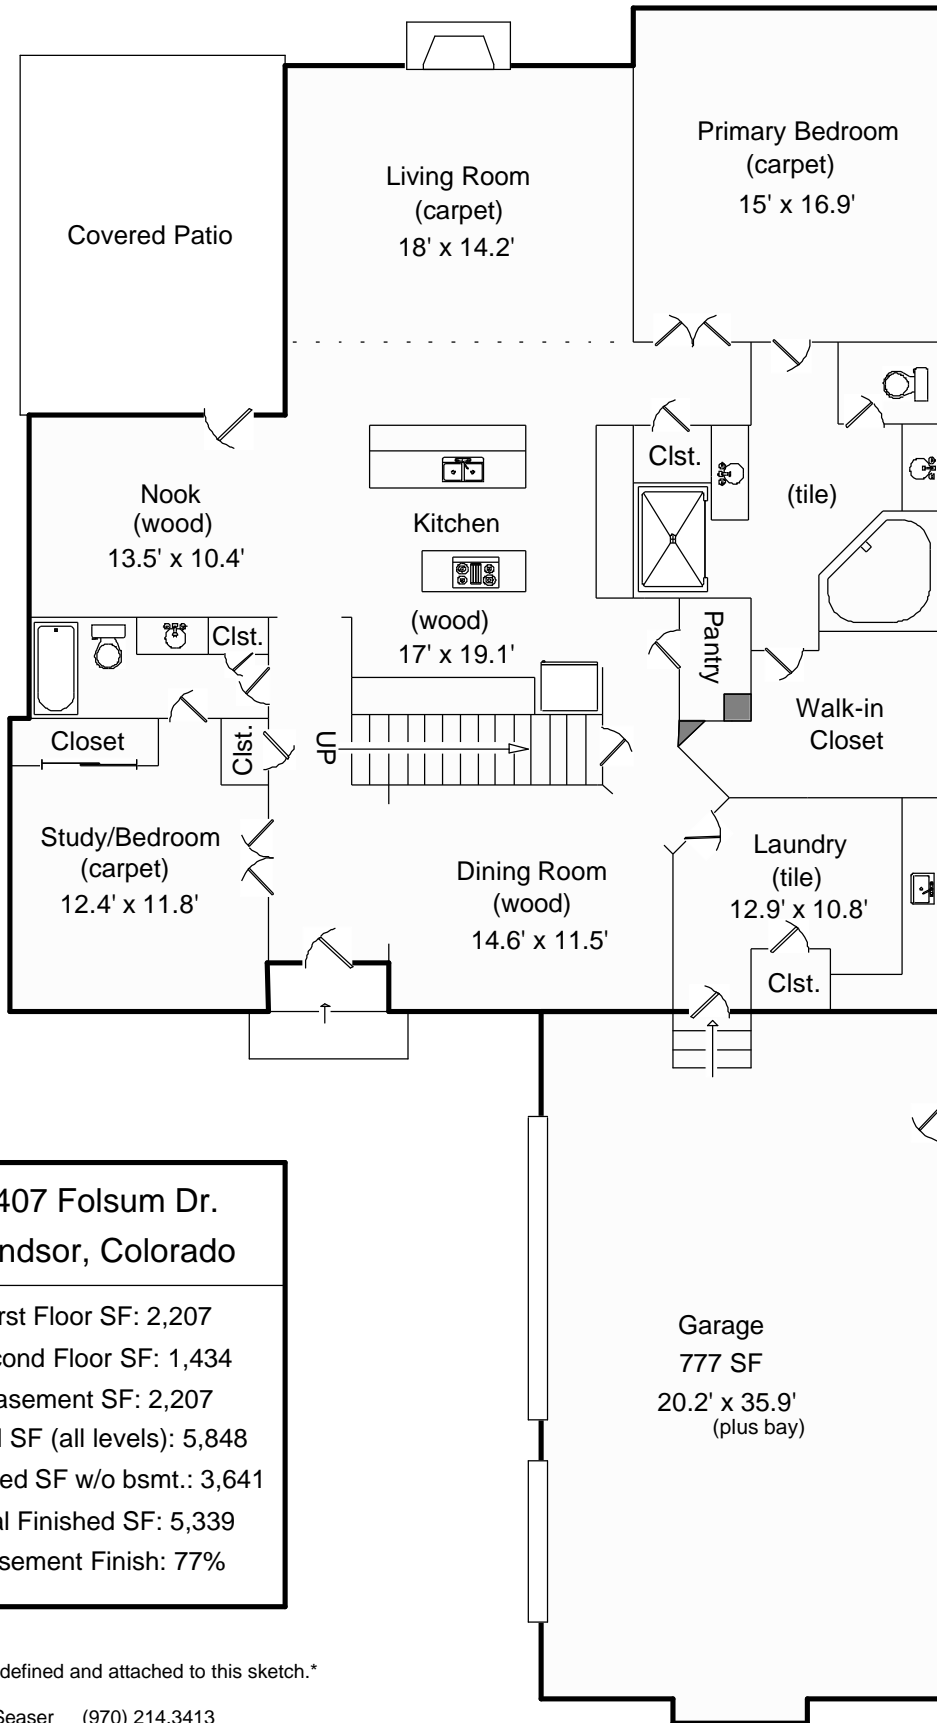 Primary Bedroom
(carpet)
15' x 16.9'
Living Room
(carpet)
18' x 14.2'
Covered Patio
Clst.
(tile)
Nook
(wood)
13.5' x 10.4'
Kitchen
(wood)
17' x 19.1'
Clst.
Pantry
Walk-in
Closet
Closet
Clst.
UP
Study/Bedroom
(carpet)
12.4' x 11.8'
Dining Room
(wood)
14.6' x 11.5'
Laundry
(tile)
12.9' x 10.8'
Clst.
407 Folsum Dr.
ndsor, Colorado
rst Floor SF: 2,207
cond Floor SF: 1,434
asement SF: 2,207
l SF (all levels): 5,848
ed SF w/o bsmt.: 3,641
al Finished SF: 5,339
sement Finish: 77%
Garage
777 SF
20.2' x 35.9'
(plus bay)
defined and attached to this sketch.*
Seaser (970) 214.3413